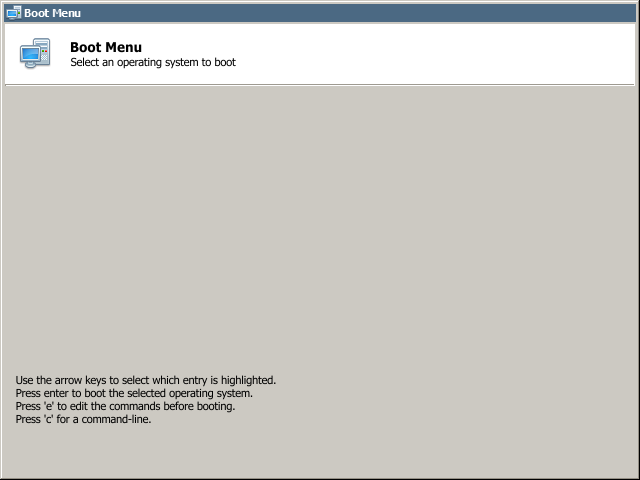 Boot Menu
Boot Menu
Select an operating system to boot
Use the arrow keys to select which entry is highlighted.
Press enter to boot the selected operating system.
Press 'e' to edit the commands before booting.
Press 'c' for a command-line.